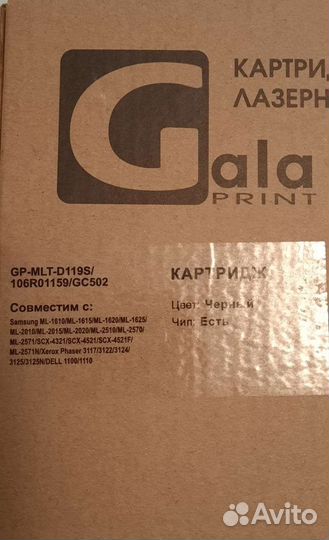 КАРТРИ
ЛАЗЕРН
Gala
PRINT
GP-MLT-D119S/
106R01159/GC502
Совместим с:
Samsung ML-1610/ML-1615/ML-1620/ML-1625/
ML-2010/ML-2015/ML-2020/ML-2510/ML-2570/
ML-2571/SCX-4321/SCX-4521/SCX-4521F/
ML-2571N/Xerox Phaser 3117/3122/3124/
3125/3125N/DELL 1100/1110
КАРТРИДЖ
Цвет: Черный
Чип: Есть
Avito